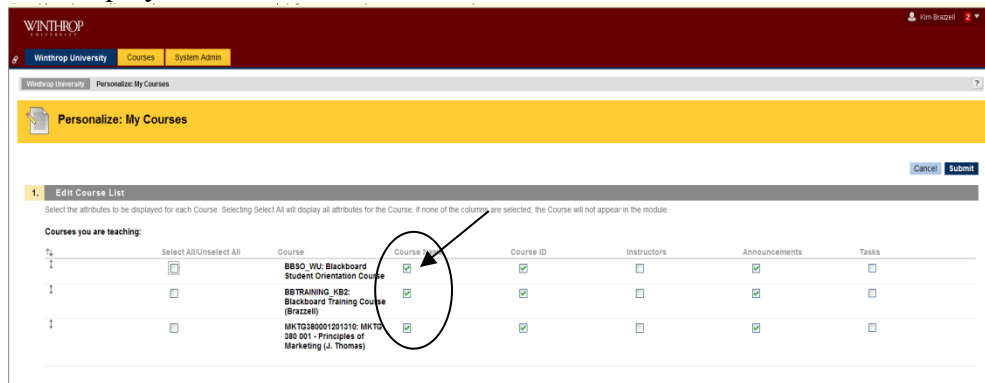 WINTHROP
UNIVERSITY
Kim Brazzell 2
Winthrop University Courses System Admin
Winthrop University Personalize: My Courses ?
Personalize: My Courses
Cancel Submit
1. Edit Course List
Select the attributes to be displayed for each Course. Selecting Select All will display all attributes for the Course. If none of the columns are selected, the Course will not appear in the module.
Courses you are teaching:
Select All/Unselect All Course Course Name Course ID Instructors Announcements Tasks
BBSO_WU: Blackboard
Student Orientation Course
BBTRAINING_KB2:
Blackboard Training Course
(Brazzell)
MKTG380001201310: MKTG
380 001 - Principles of
Marketing (J. Thomas)